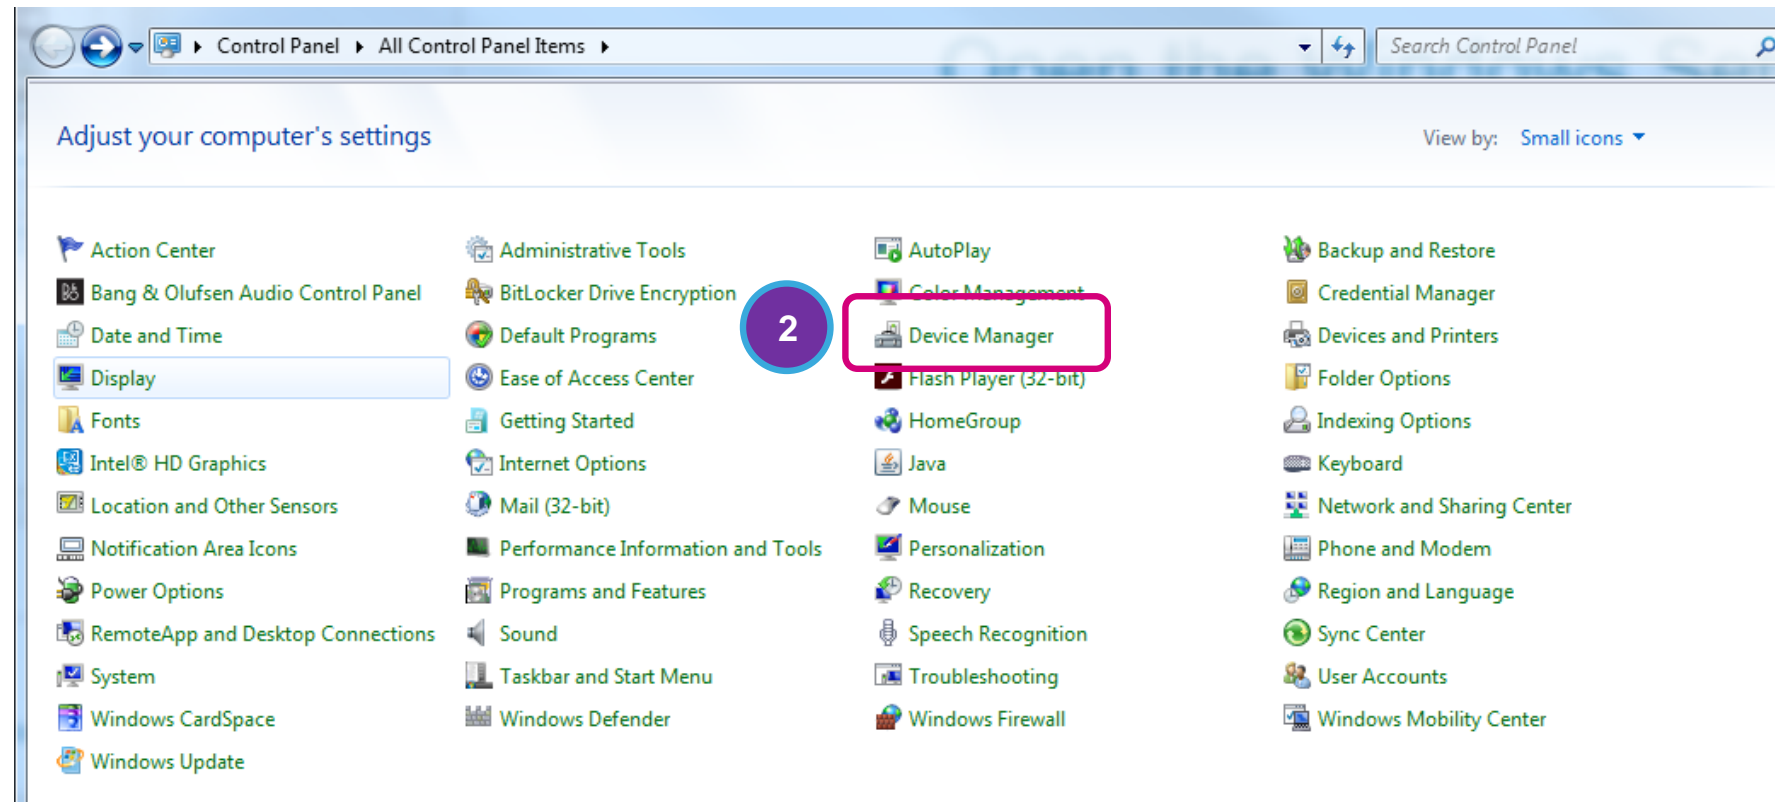 Control Panel All Control Panel Items Search Control Panel
Open the Windows
Adjust your computer's settings
View by: Small icons
Action Center Administrative Tools AutoPlay Backup and Restore
Bang & Olufsen Audio Control Panel BitLocker Drive Encryption Color Management Credential Manager
Date and Time Default Programs 2 Device Manager Devices and Printers
Display Ease of Access Center Flash Player (32-bit) Folder Options
Fonts Getting Started HomeGroup Indexing Options
Intel® HD Graphics Internet Options Java Keyboard
Location and Other Sensors Mail (32-bit) Mouse Network and Sharing Center
Notification Area Icons Performance Information and Tools Personalization Phone and Modem
Power Options Programs and Features Recovery Region and Language
RemoteApp and Desktop Connections Sound Speech Recognition Sync Center
System Taskbar and Start Menu Troubleshooting User Accounts
Windows CardSpace Windows Defender Windows Firewall Windows Mobility Center
Windows Update